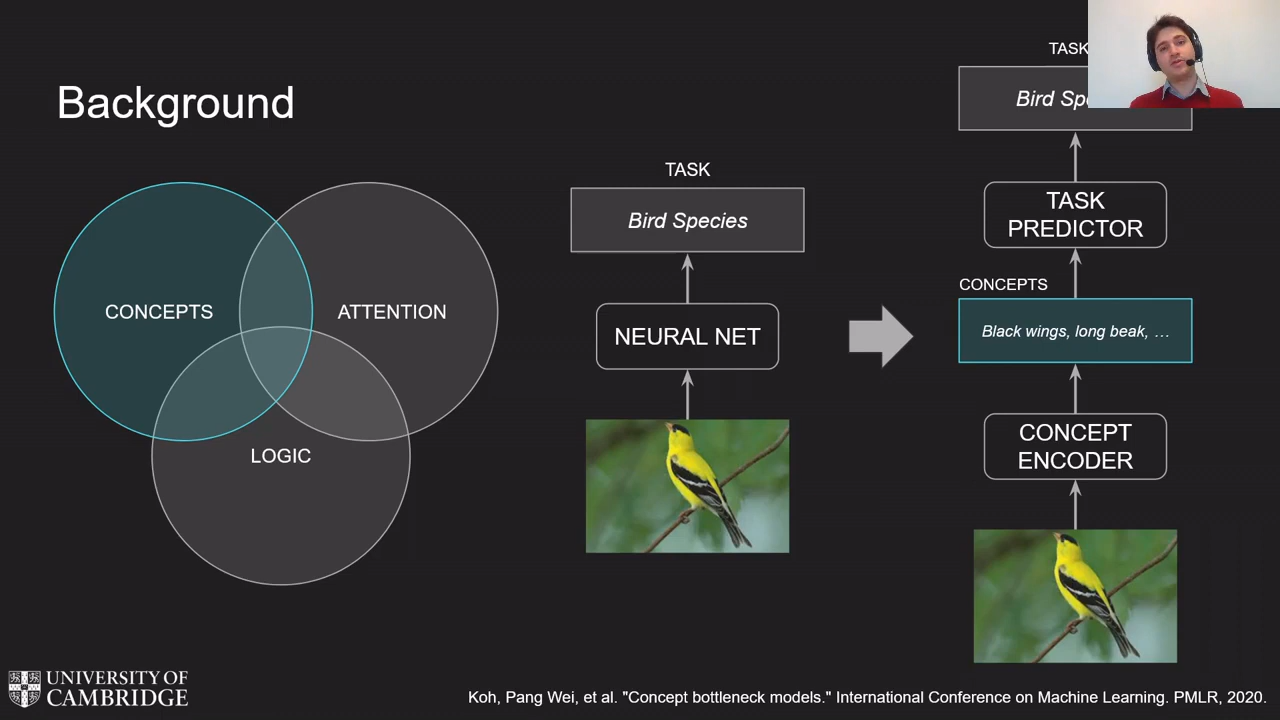 Background
CONCEPTS
ATTENTION
LOGIC
TASK
Bird Species
NEURAL NET
TASK
Bird
TASK
PREDICTOR
CONCEPTS
Black wings, long beak, …
CONCEPT
ENCODER
UNIVERSITY OF
CAMBRIDGE
Koh, Pang Wei, et al. "Concept bottleneck models." International Conference on Machine Learning. PMLR, 2020.